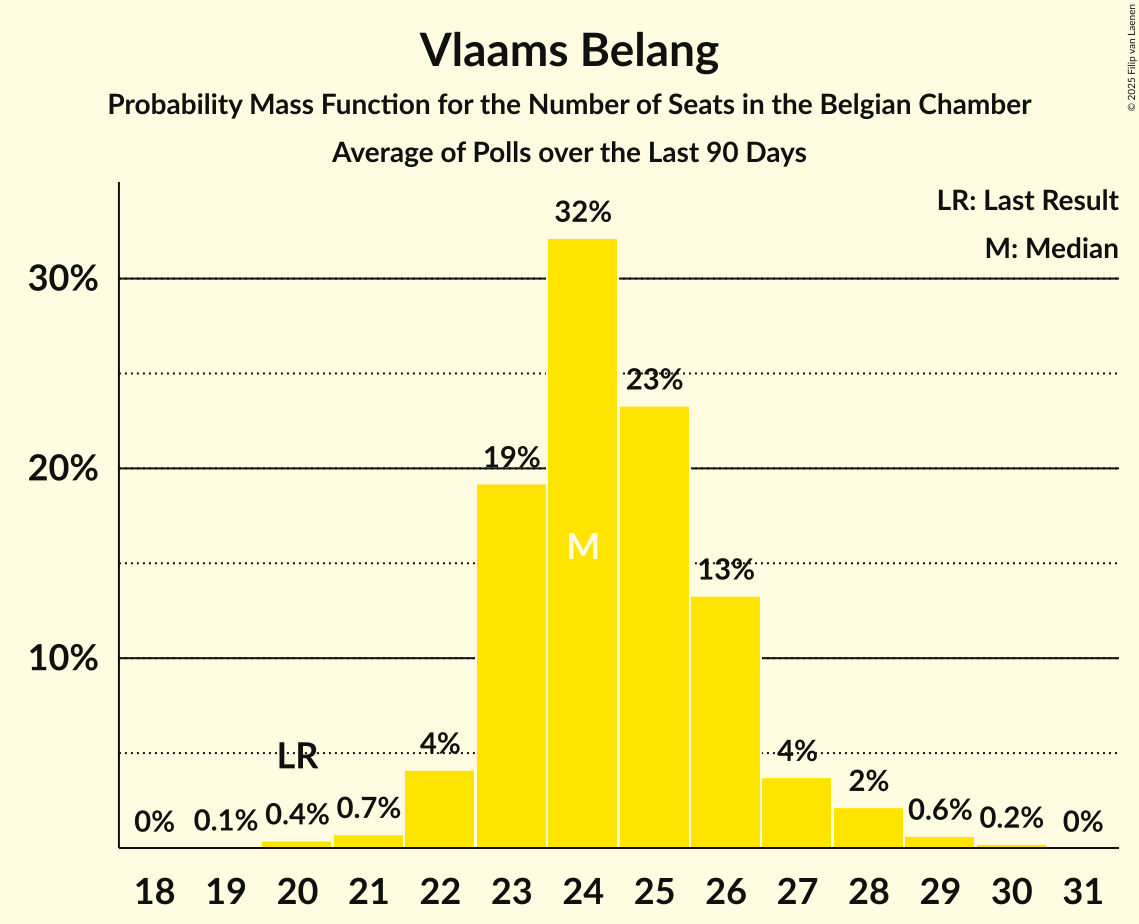 Vlaams Belang
Probability Mass Function for the Number of Seats in the Belgian Chamber
Average of Polls over the Last 90 Days
© 2025 Filip van Laenen
LR: Last Result
M: Median
30%
20%
10%
0%
0.1%
LR
0.4%
0.7%
4%
19%
32%
M
23%
13%
4%
2%
0.6%
0.2%
0%
18 19 20 21 22 23 24 25 26 27 28 29 30 31